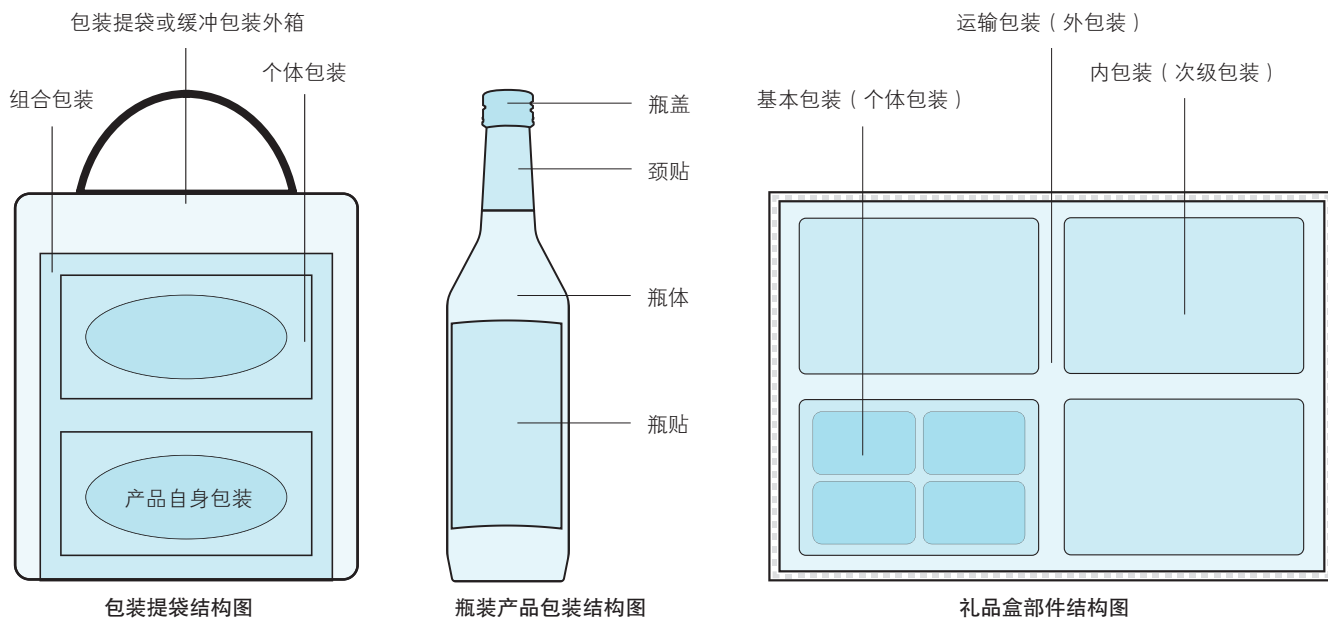 包装提袋或缓冲包装外箱
个体包装
组合包装
产品自身包装
包装提袋结构图
瓶盖
颈贴
瓶体
瓶贴
瓶装产品包装结构图
运输包装（外包装）
内包装（次级包装）
基本包装（个体包装）
礼品盒部件结构图